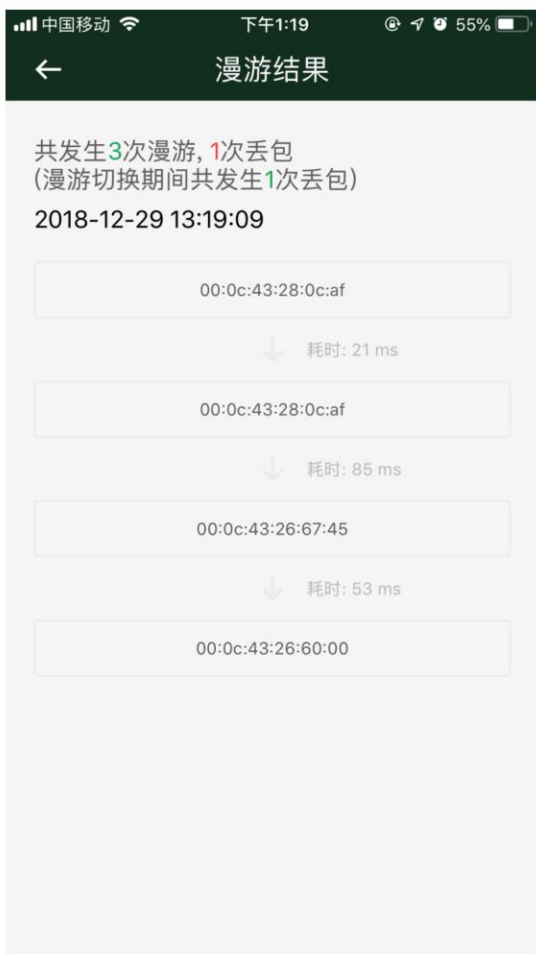 中国移动 下午1:19 55%
漫游结果
共发生3次漫游, 1次丢包
(漫游切换期间共发生1次丢包)
2018-12-29 13:19:09
00:0c:43:28:0c:af
耗时: 21 ms
00:0c:43:28:0c:af
耗时: 85 ms
00:0c:43:26:67:45
耗时: 53 ms
00:0c:43:26:60:00